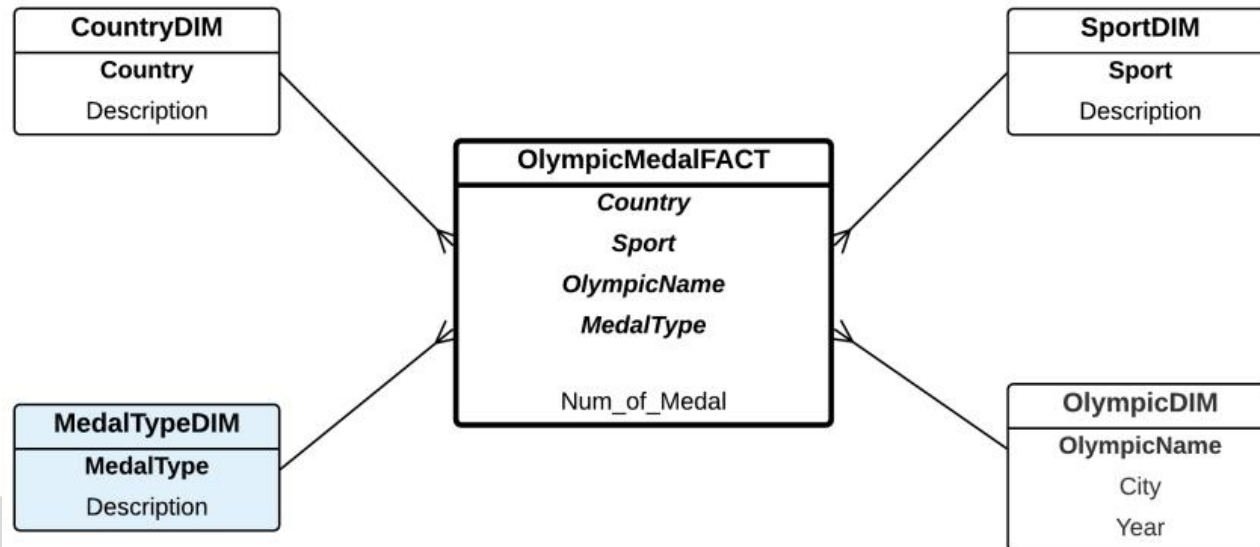 CountryDIM
Country
Description
SportDIM
Sport
Description
OlympicMedalFACT
Country
Sport
OlympicName
MedalType
Num_of_Medal
MedalTypeDIM
MedalType
Description
OlympicDIM
OlympicName
City
Year